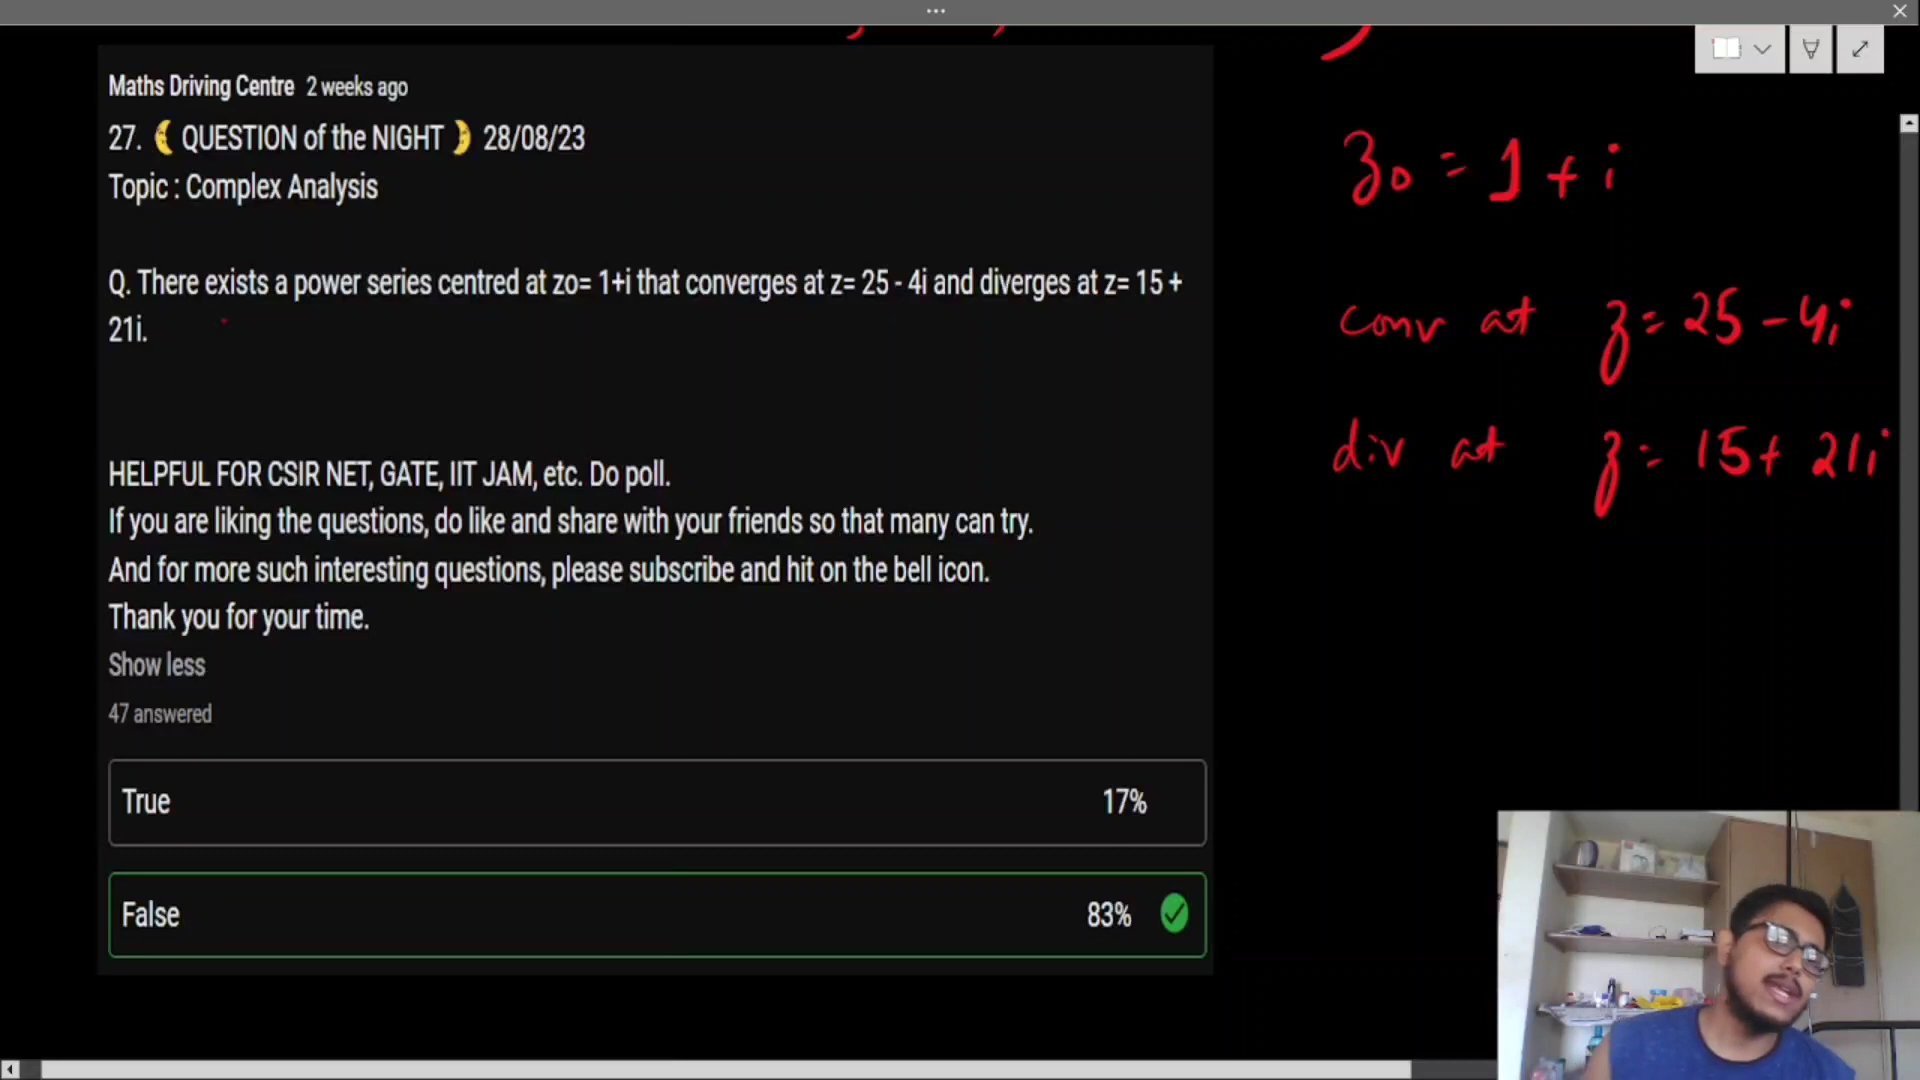 Maths Driving Centre 2 weeks ago
27. 🌜 QUESTION of the NIGHT 🌛 28/08/23
Topic : Complex Analysis
Q. There exists a power series centred at zo= 1+i that converges at z= 25 - 4i and diverges at z= 15 +
21i.
HELPFUL FOR CSIR NET, GATE, IIT JAM, etc. Do poll.
If you are liking the questions, do like and share with your friends so that many can try.
And for more such interesting questions, please subscribe and hit on the bell icon.
Thank you for your time.
Show less
47 answered
True 17%
False 83%
z0 = 1 + i
conv at z = 25 - 4i
div at z = 15 + 21i